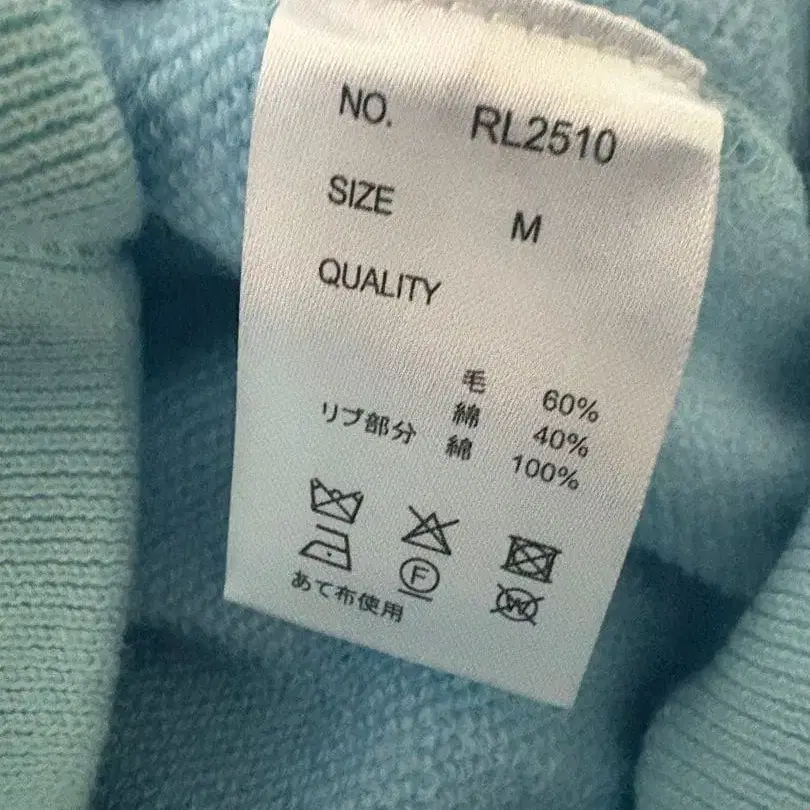 NO. RL2510
SIZE M
QUALITY
毛 60%
綿 40%
リブ部分 綿 100%
F
W
あて布使用